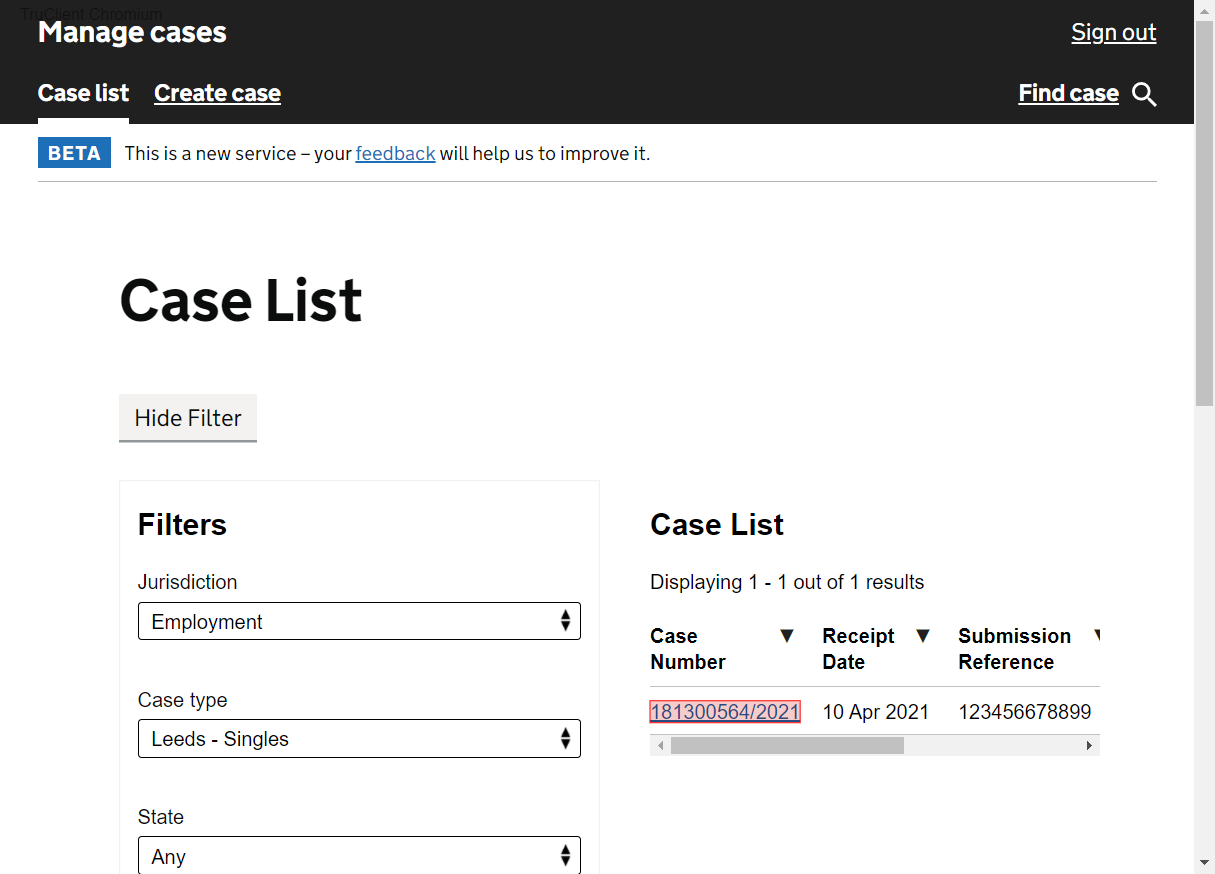 TruClient Chromium
Manage cases
Sign out
Case list
Create case
Find case
BETA
This is a new service – your feedback will help us to improve it.
Case List
Hide Filter
Filters
Jurisdiction
Employment
Case type
Leeds - Singles
State
Any
Case List
Displaying 1 - 1 out of 1 results
Case Number ▼
Receipt Date ▼
Submission Reference ▼
181300564/2021
10 Apr 2021
123456678899